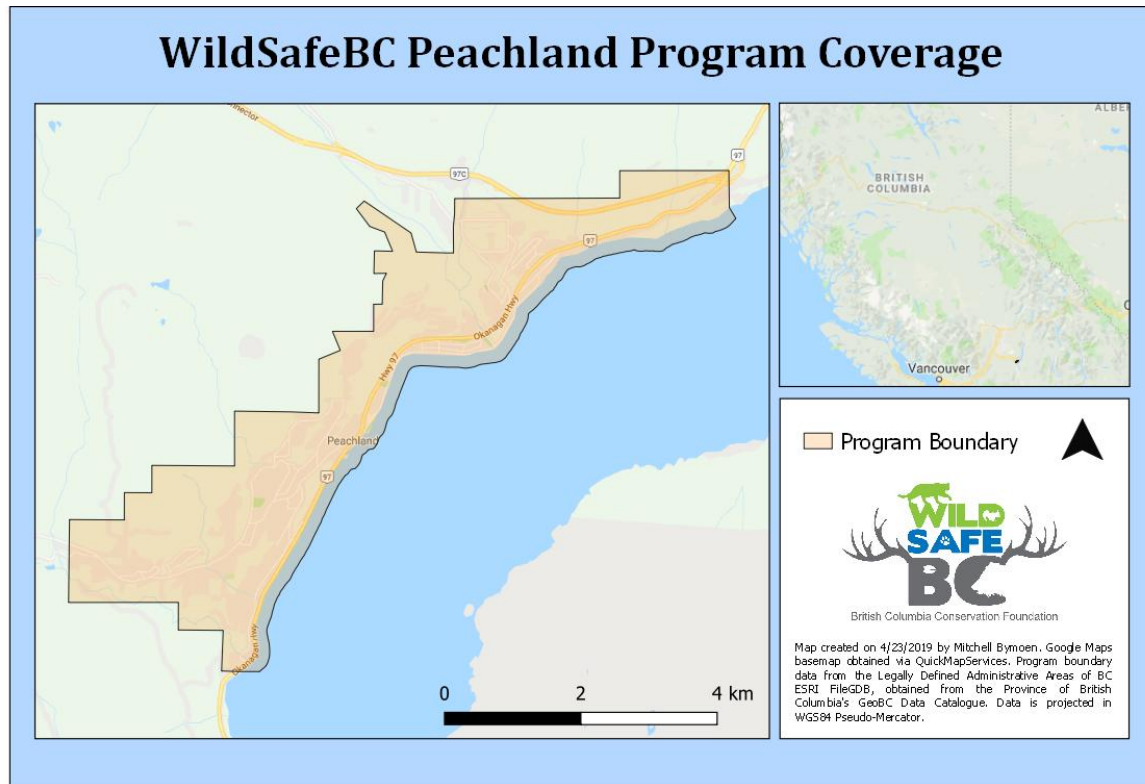 WildSafeBC Peachland Program Coverage
Connector
97C
97
97
Okanagan Hwy
Hwy 97
Peachland
97
Okanagan Hwy
0 2 4 km
ALBE
BRITISH
COLUMBIA
Vancouver
C
Program Boundary
WILD
SAFE
BC
British Columbia Conservation Foundation
Map created on 4/23/2019 by Mitchell Bymoen. Google Maps
basemap obtained via QuickMapServices. Program boundary
data from the Legally Defined Administrative Areas of BC
ESRI FileGDB, obtained from the Province of British
Columbia's GeoBC Data Catalogue. Data is projected in
WGS84 Pseudo-Mercator.